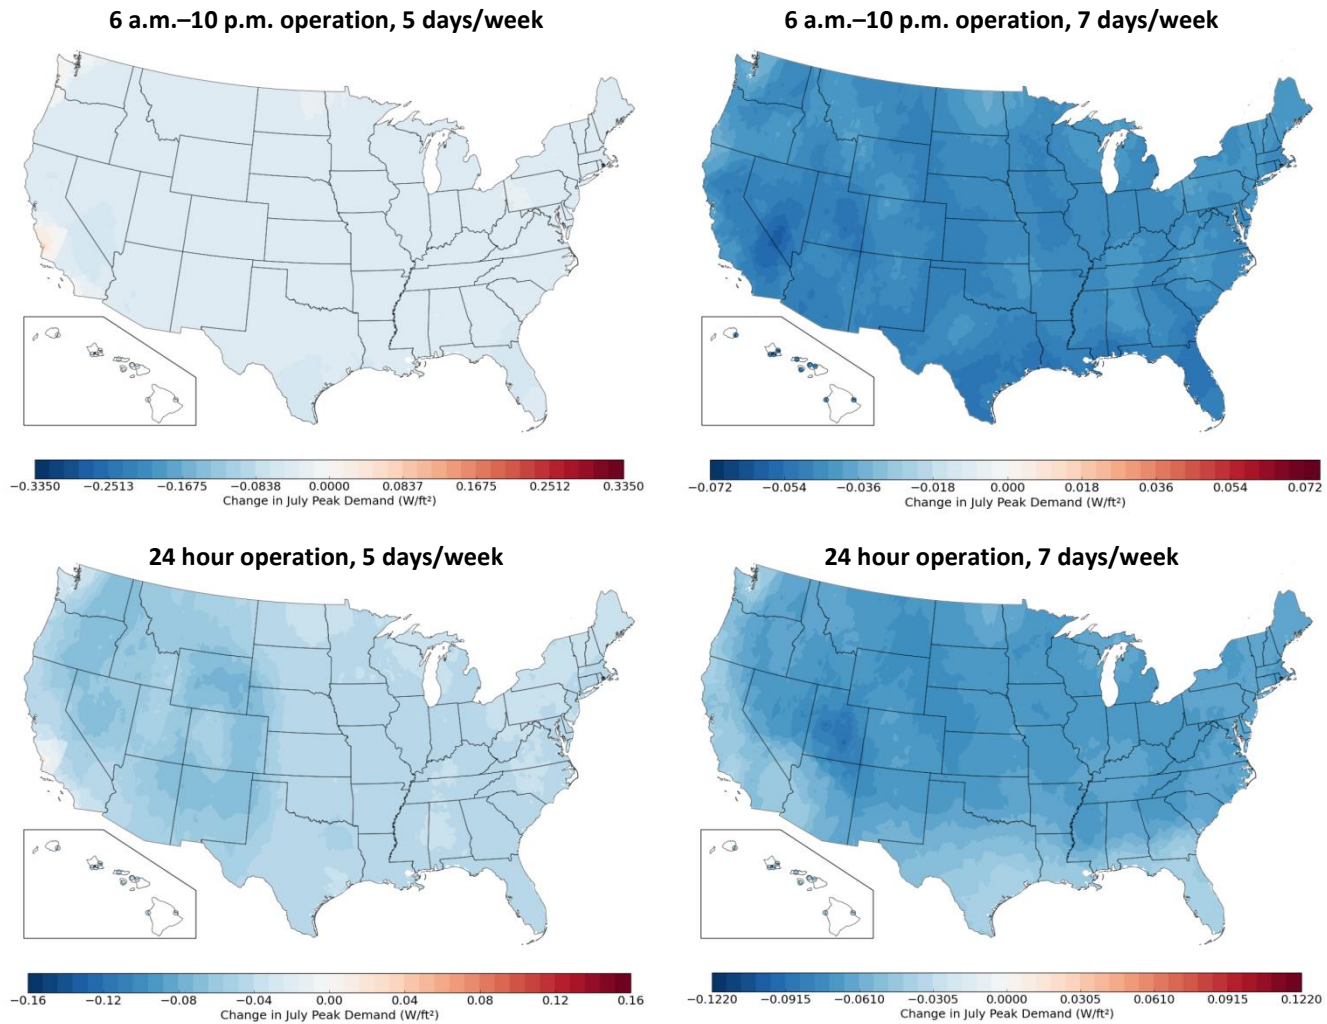 6 a.m.–10 p.m. operation, 5 days/week
6 a.m.–10 p.m. operation, 7 days/week
−0.3350 −0.2513 −0.1675 −0.0838 0.0000 0.0837 0.1675 0.2512 0.3350
Change in July Peak Demand (W/ft²)
−0.072 −0.054 −0.036 −0.018 0.000 0.018 0.036 0.054 0.072
Change in July Peak Demand (W/ft²)
24 hour operation, 5 days/week
24 hour operation, 7 days/week
−0.16 −0.12 −0.08 −0.04 0.00 0.04 0.08 0.12 0.16
Change in July Peak Demand (W/ft²)
−0.1220 −0.0915 −0.0610 −0.0305 0.0000 0.0305 0.0610 0.0915 0.1220
Change in July Peak Demand (W/ft²)